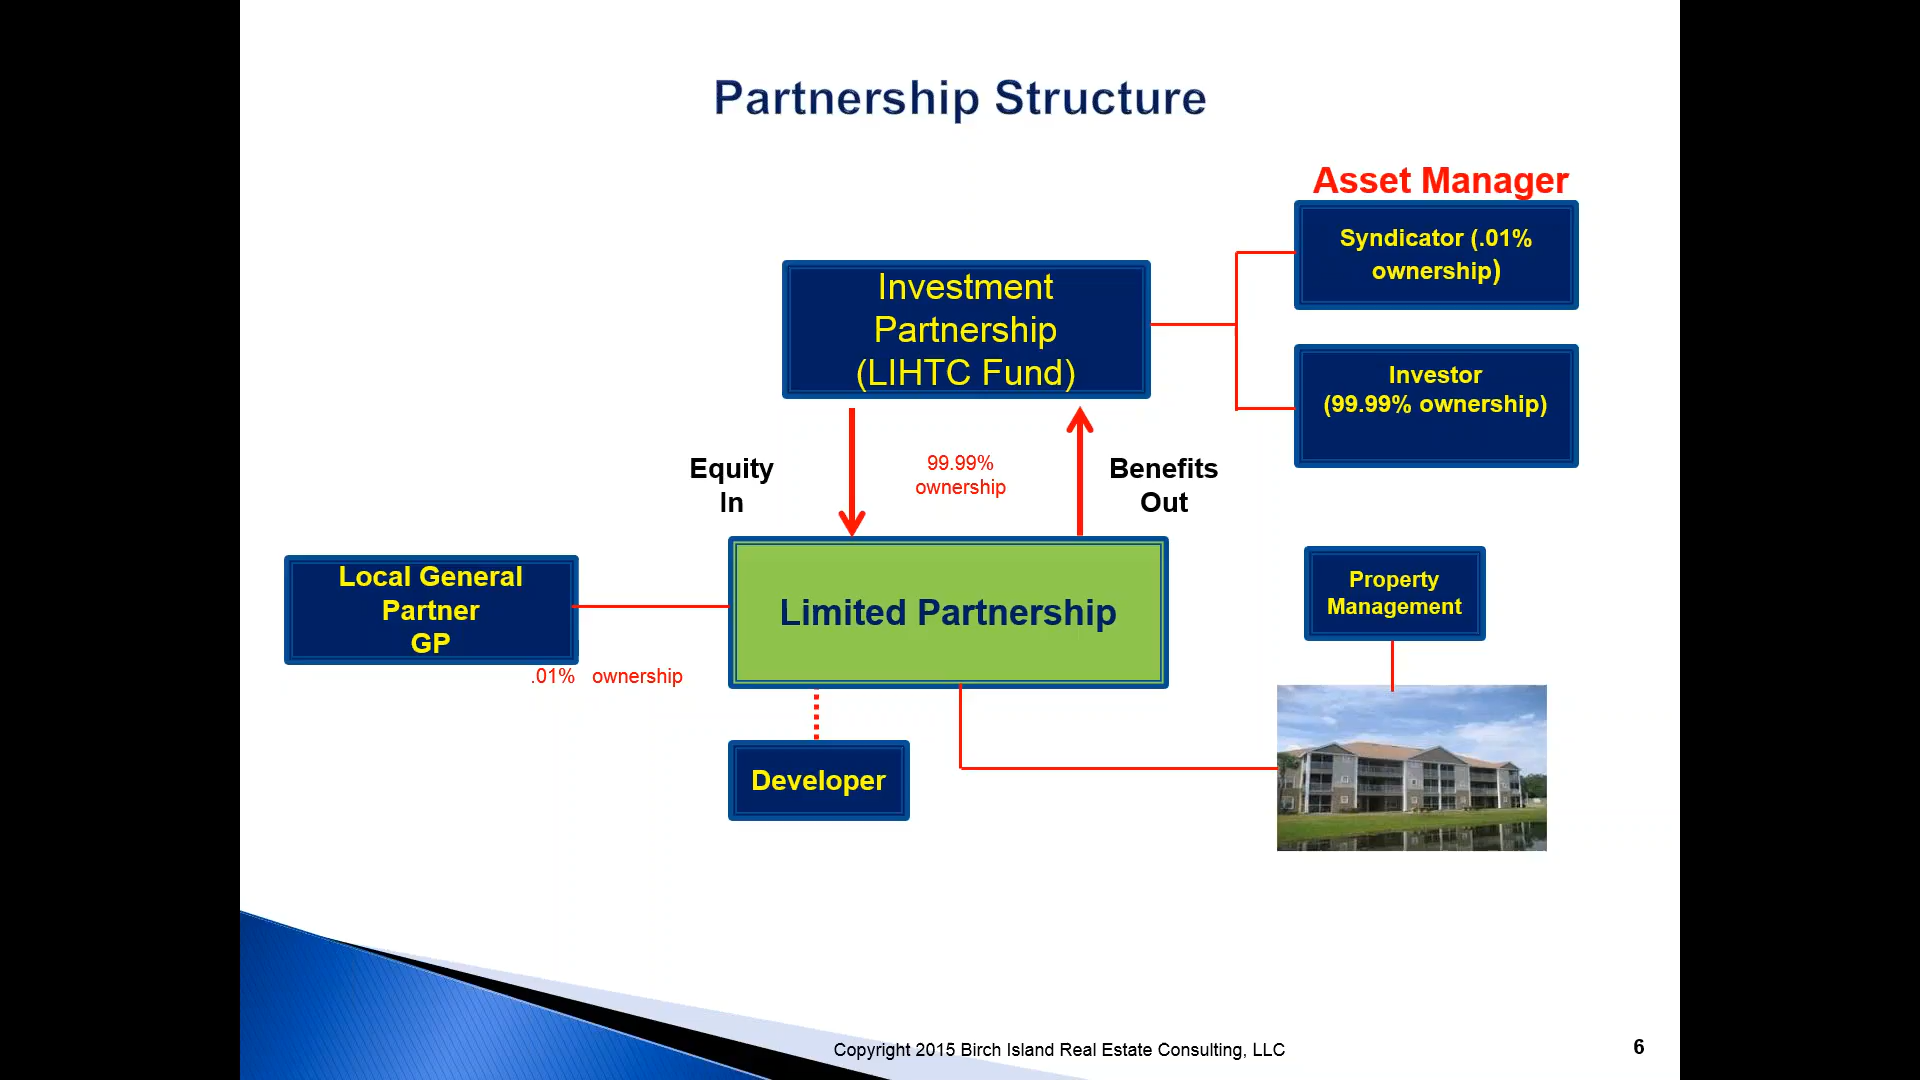 Partnership Structure
Asset Manager
Syndicator (.01%
ownership)
Investment
Partnership
(LIHTC Fund)
Investor
(99.99% ownership)
Equity
In
99.99%
ownership
Benefits
Out
Local General
Partner
GP
.01% ownership
Limited Partnership
Property
Management
Developer
Copyright 2015 Birch Island Real Estate Consulting, LLC
6